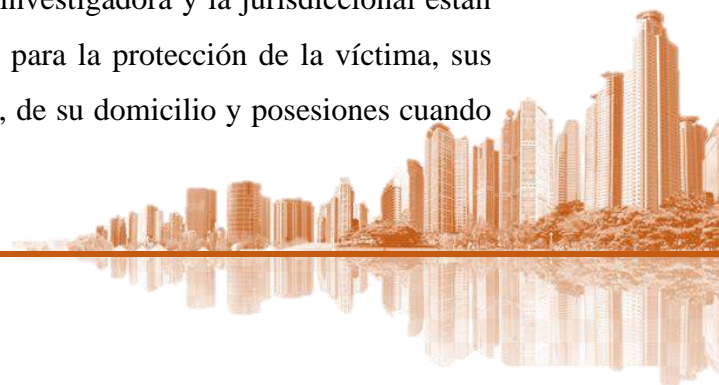 investigadora y la jurisdiccional están
para la protección de la víctima, sus
, de su domicilio y posesiones cuando